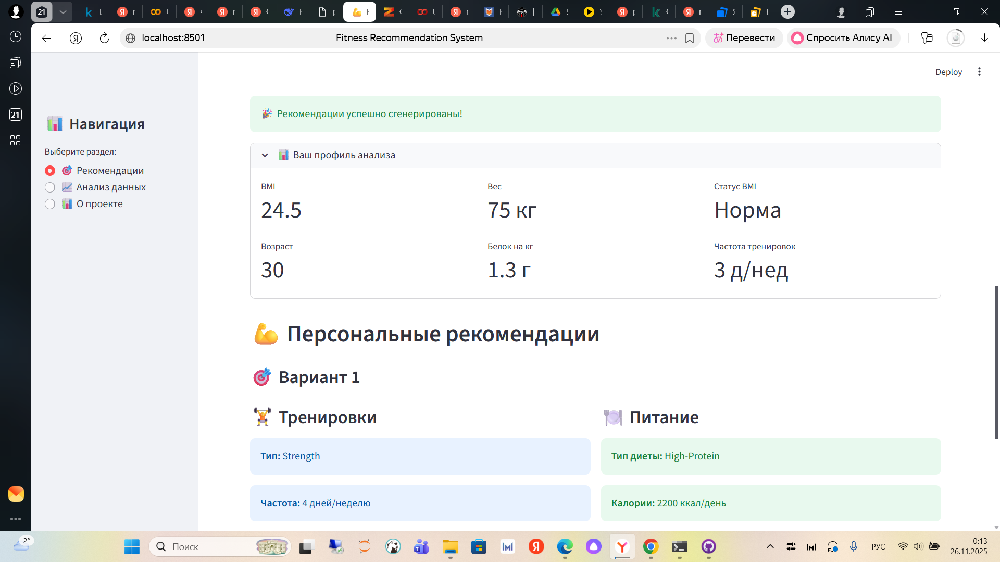 21
localhost:8501
Fitness Recommendation System
Перевести
Спросить Алису AI
Deploy
21
Навигация
Выберите раздел:
Рекомендации
Анализ данных
О проекте
Рекомендации успешно сгенерированы!
Ваш профиль анализа
BMI
24.5
Вес
75 кг
Статус BMI
Норма
Возраст
30
Белок на кг
1.3 г
Частота тренировок
3 д/нед
Персональные рекомендации
Вариант 1
Тренировки
Питание
Тип: Strength
Тип диеты: High-Protein
Частота: 4 дней/неделю
Калории: 2200 ккал/день
2°
Поиск
РУС
0:13
26.11.2025